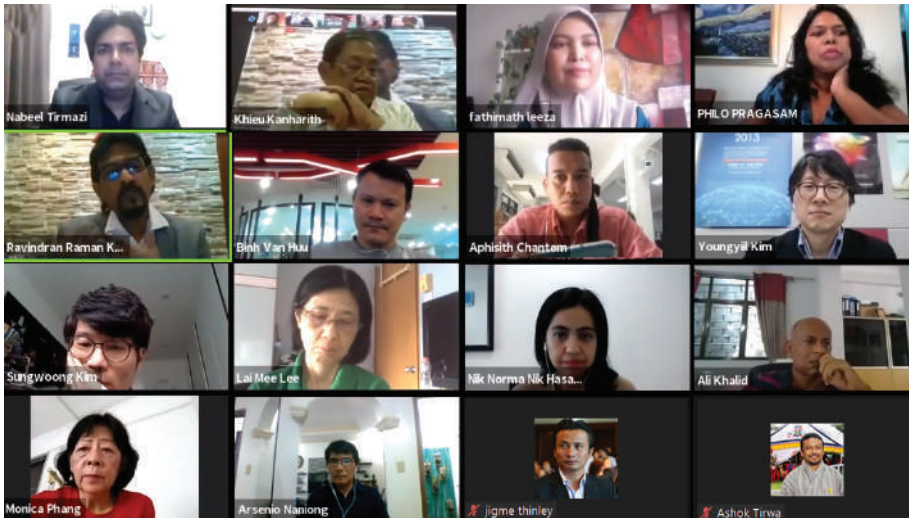 Nabeel Tirmazi
Khieu Kanharith
fathimath leeza
PHILO PRAGASAM
Ravindran Raman K...
Binh Van Huu
Aphisith Chantem
2013
Youngyiil Kim
Sungwoong Kim
Lai Mee Lee
Nik Norma Nik Hasa...
Ali Khalid
Monica Phang
Arsenio Naniong
jigme thinley
Ashok Tirwa